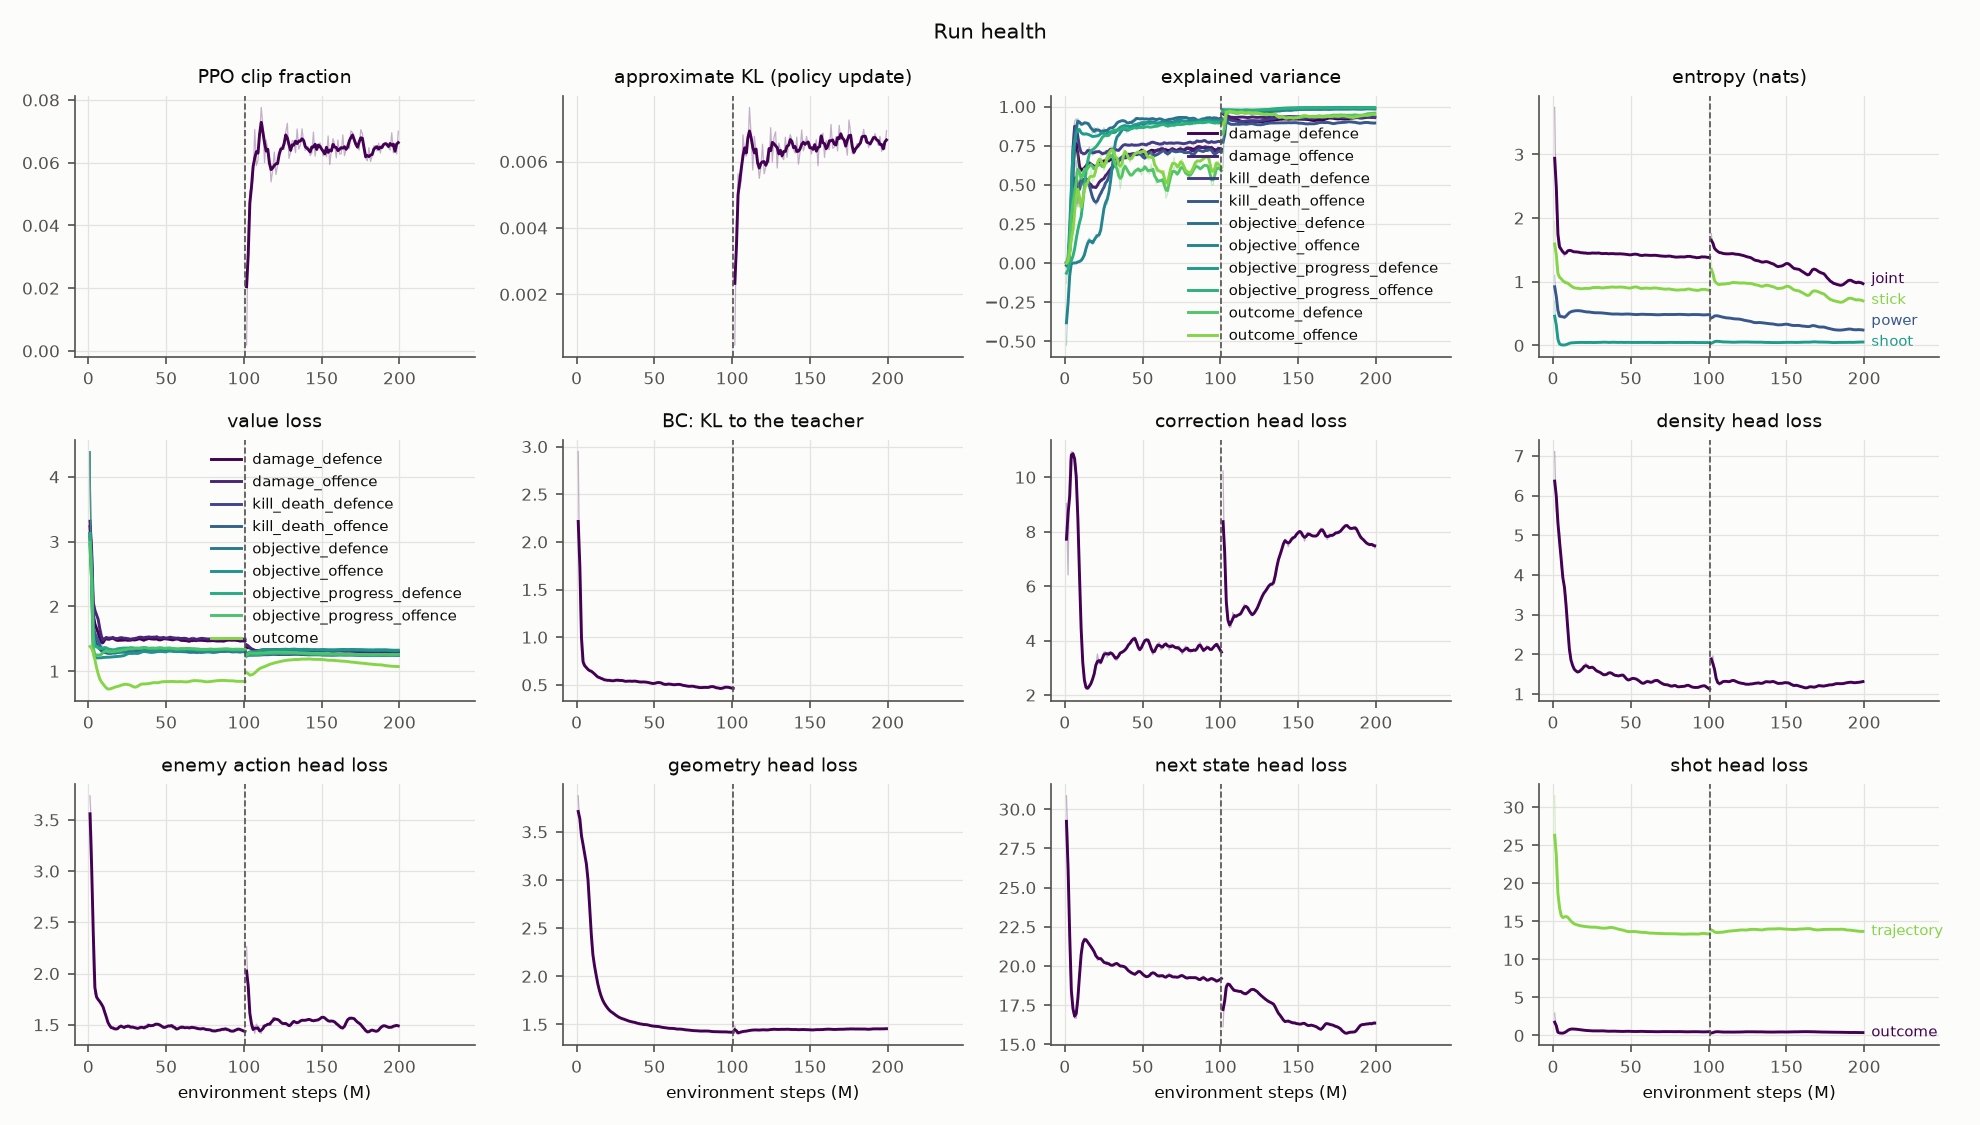 Run health
PPO clip fraction
0.08
0.06
0.04
0.02
0.00
0 50 100 150 200
approximate KL (policy update)
0.006
0.004
0.002
0 50 100 150 200
explained variance
1.00
0.75
0.50
0.25
0.00
−0.25
−0.50
damage_defence
damage_offence
kill_death_defence
kill_death_offence
objective_defence
objective_offence
objective_progress_defence
objective_progress_offence
outcome_defence
outcome_offence
0 50 100 150 200
entropy (nats)
3
2
1
0
joint
stick
power
shoot
0 50 100 150 200
value loss
4
3
2
1
damage_defence
damage_offence
kill_death_defence
kill_death_offence
objective_defence
objective_offence
objective_progress_defence
objective_progress_offence
outcome
0 50 100 150 200
BC: KL to the teacher
3.0
2.5
2.0
1.5
1.0
0.5
0 50 100 150 200
correction head loss
10
8
6
4
2
0 50 100 150 200
density head loss
7
6
5
4
3
2
1
0 50 100 150 200
enemy action head loss
3.5
3.0
2.5
2.0
1.5
0 50 100 150 200
environment steps (M)
geometry head loss
3.5
3.0
2.5
2.0
1.5
0 50 100 150 200
environment steps (M)
next state head loss
30.0
27.5
25.0
22.5
20.0
17.5
15.0
0 50 100 150 200
environment steps (M)
shot head loss
30
25
20
15
10
5
0
trajectory
outcome
0 50 100 150 200
environment steps (M)